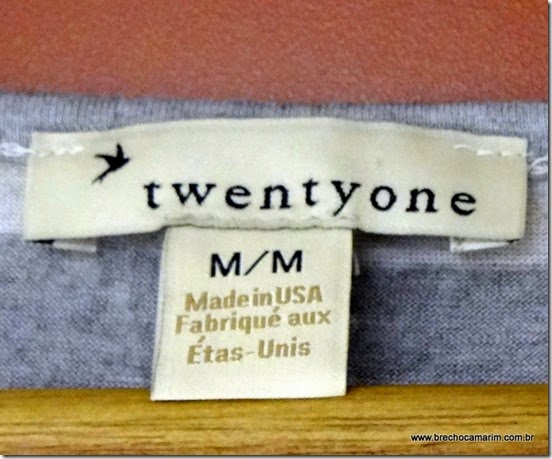 twentyone
M/M
Made in USA
Fabriqué aux
Étas-Unis
www.brechocamarim.com.br